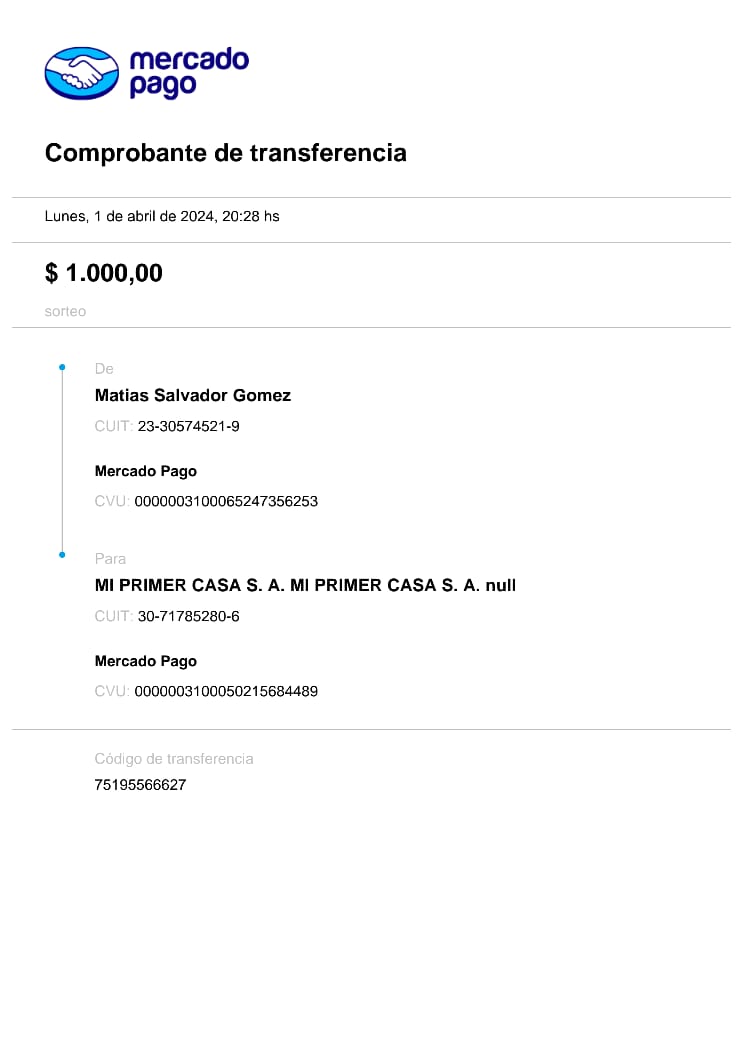 mercado
pago
Comprobante de transferencia
Lunes, 1 de abril de 2024, 20:28 hs
$ 1.000,00
sorteo
De
Matias Salvador Gomez
CUIT: 23-30574521-9
Mercado Pago
CVU: 0000003100065247356253
Para
MI PRIMER CASA S. A. MI PRIMER CASA S. A. null
CUIT: 30-71785280-6
Mercado Pago
CVU: 0000003100050215684489
Código de transferencia
75195566627